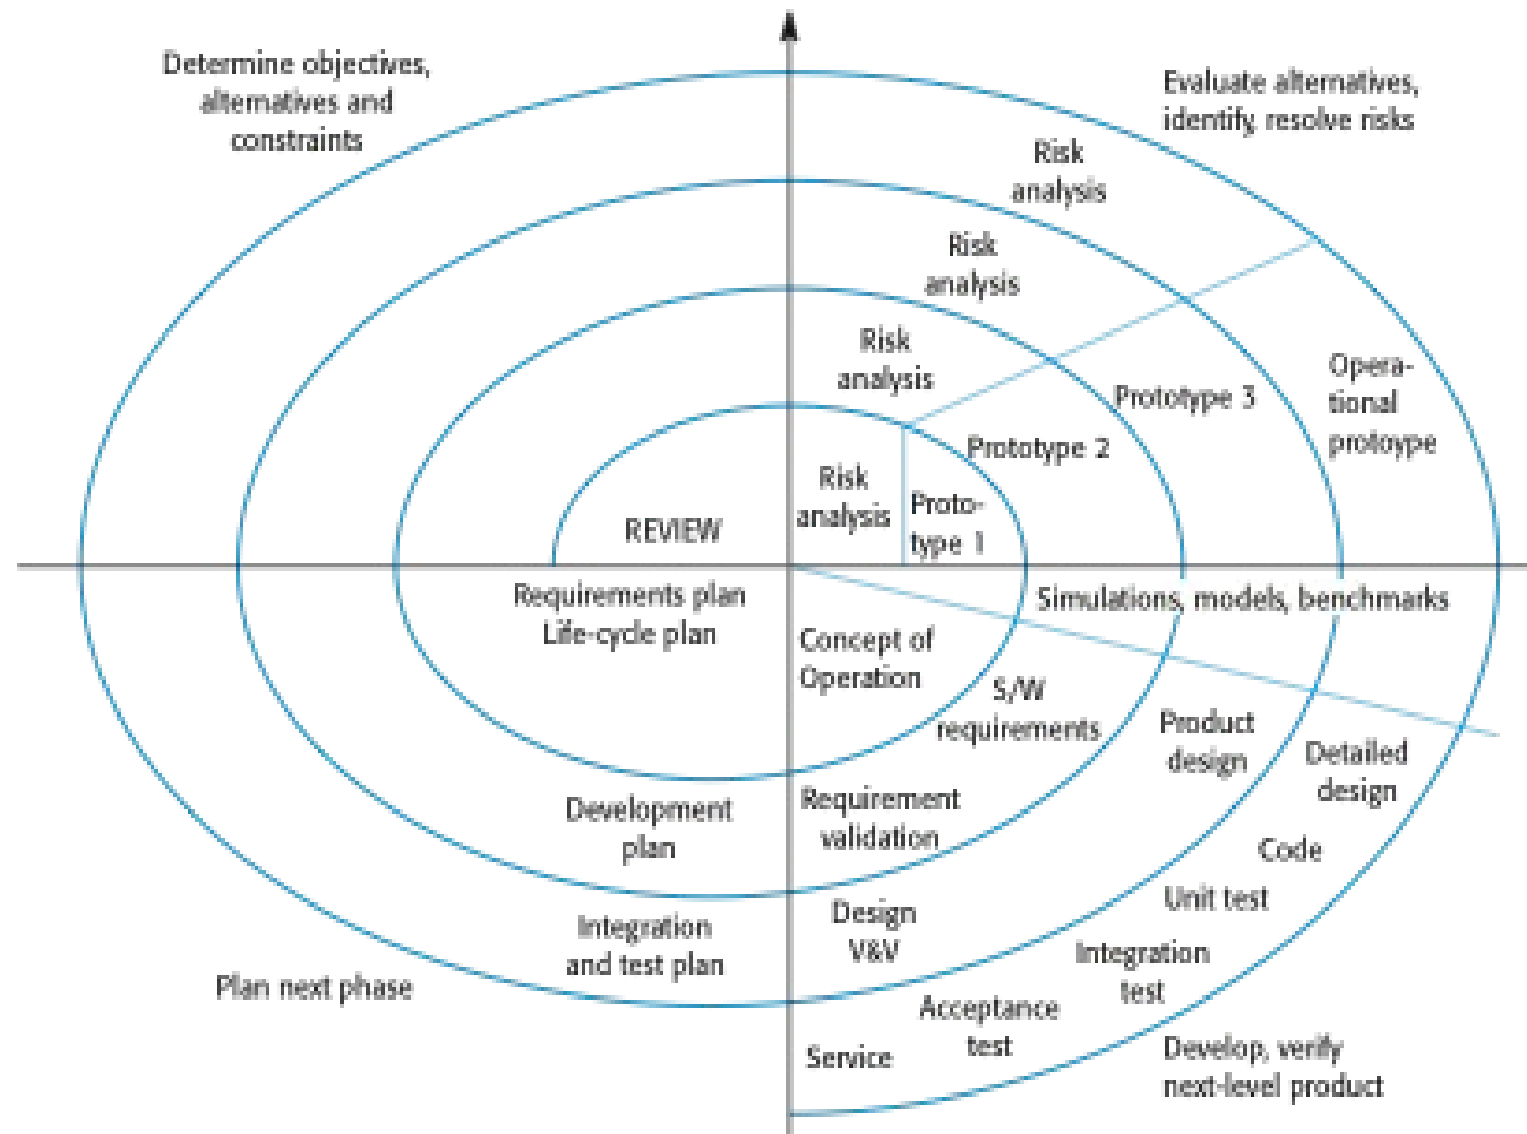 Determine objectives,
alternatives and
constraints
Evaluate alternatives,
identify, resolve risks
Risk
analysis
Risk
analysis
Risk
analysis
Risk
analysis
Proto-
type 1
Prototype 2
Prototype 3
Opera-
tional
protoype
REVIEW
Requirements plan
Life-cycle plan
Development
plan
Integration
and test plan
Plan next phase
Simulations, models, benchmarks
Concept of
Operation
S/W
requirements
Requirement
validation
Product
design
Design
V&V
Detailed
design
Code
Unit test
Integration
test
Acceptance
test
Service
Develop, verify
next-level product